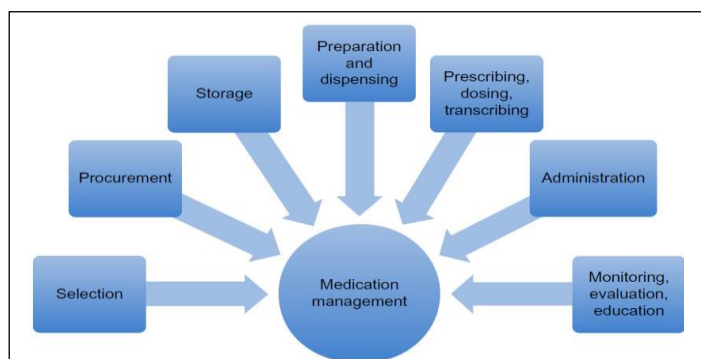 Preparation
and
dispensing
Prescribing,
dosing,
transcribing
Storage
Procurement
Administration
Selection
Medication
management
Monitoring,
evaluation,
education